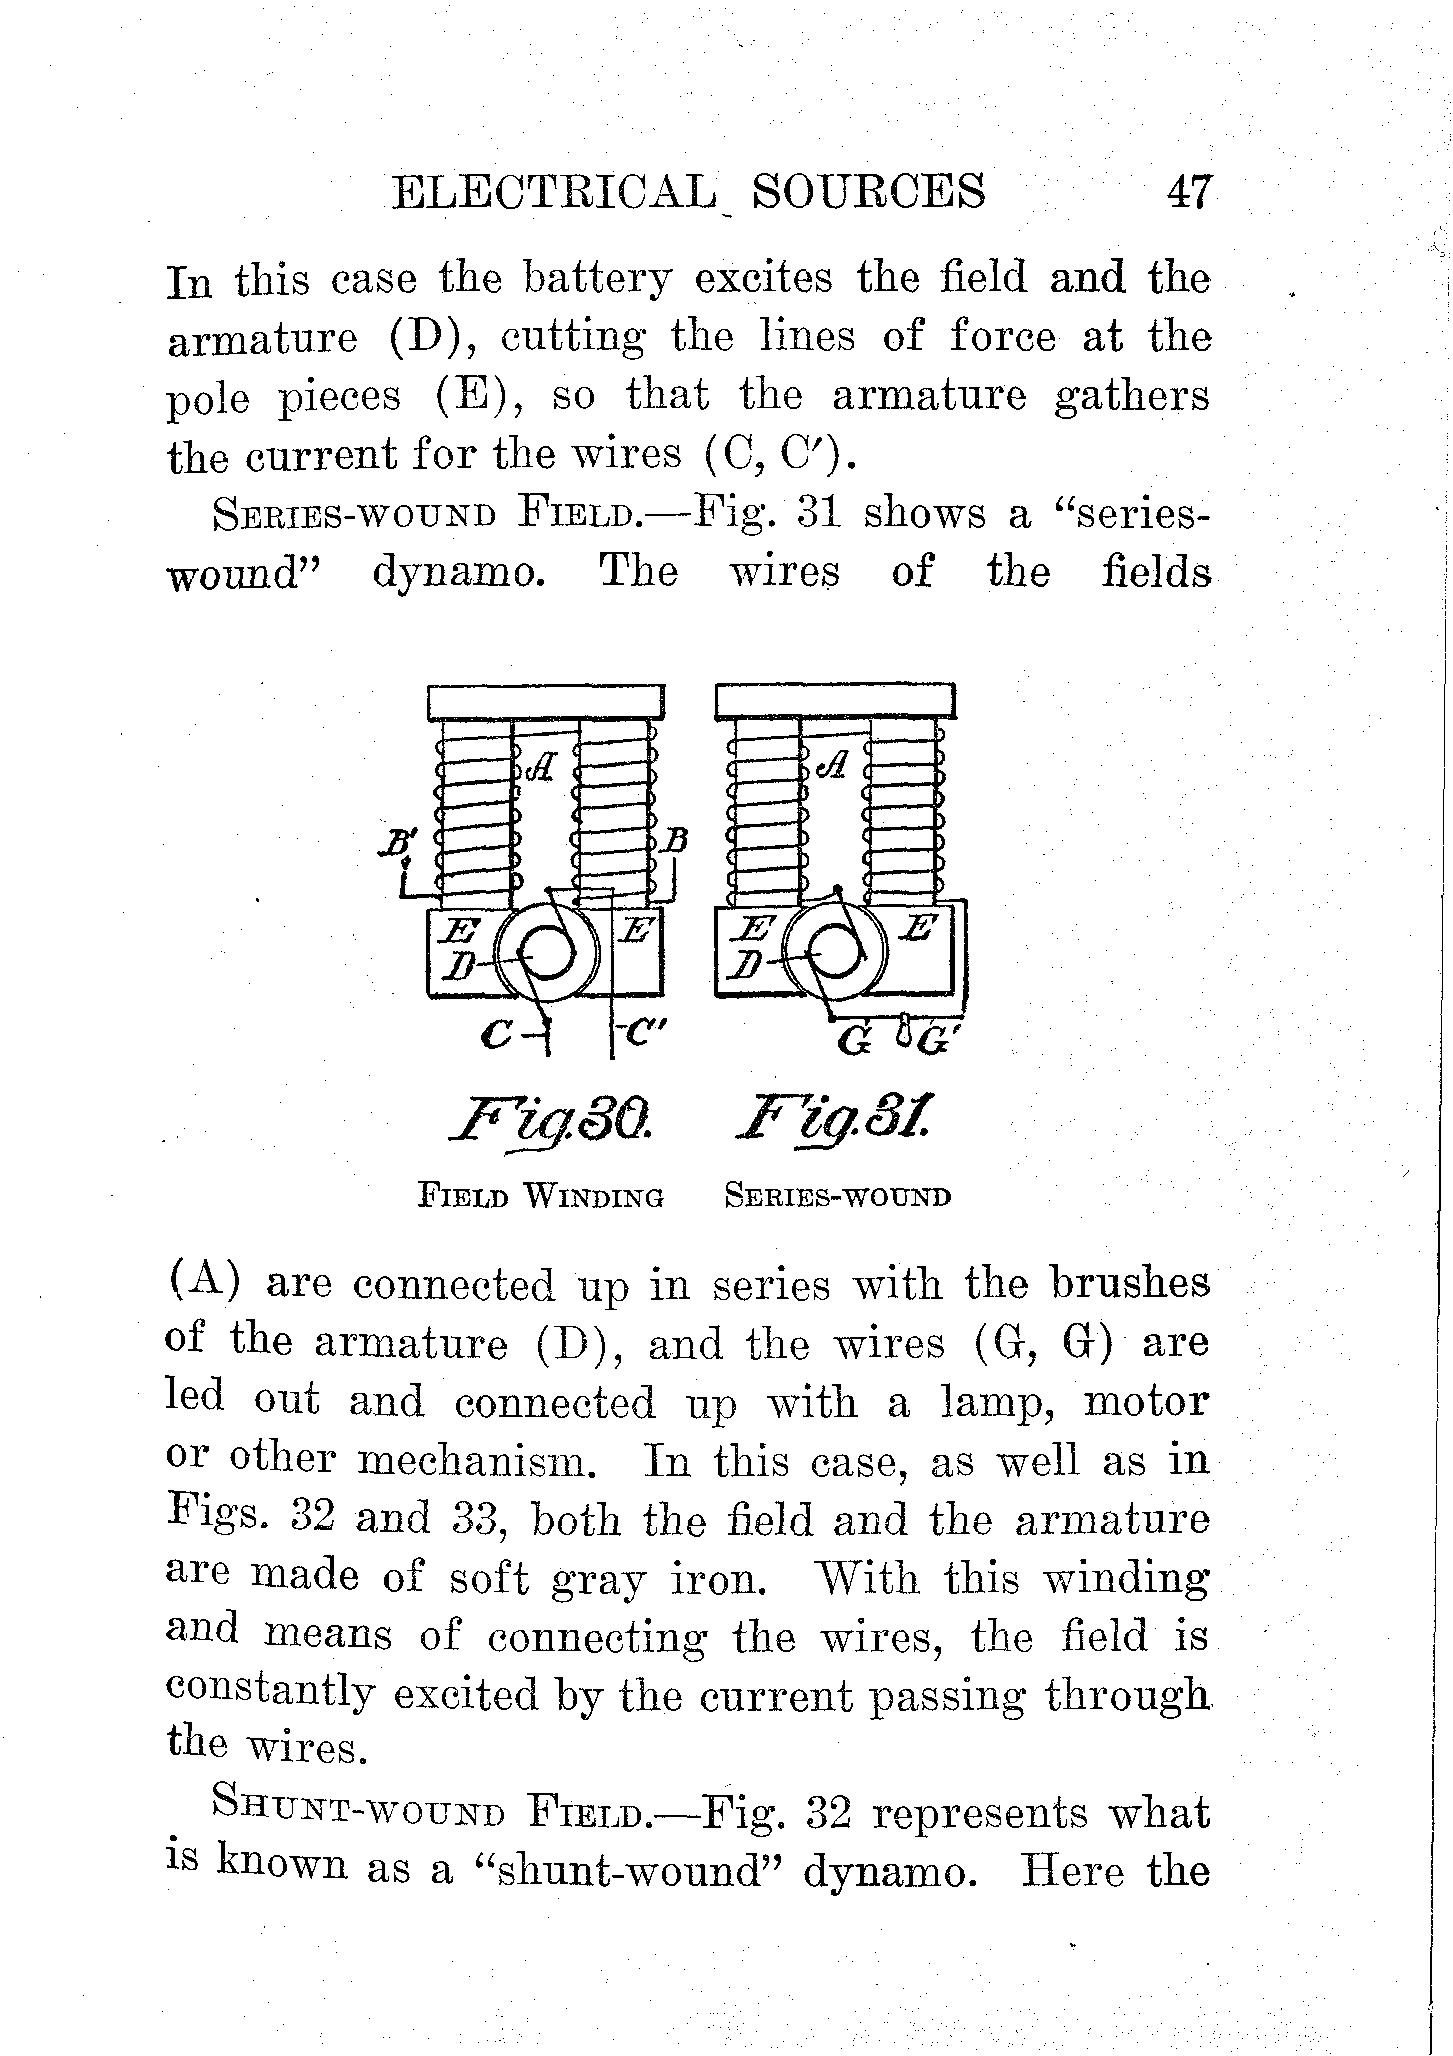 ELECTRICAL SOURCES 47
In this case the battery excites the field and the
armature (D), cutting the lines of force at the
pole pieces (E), so that the armature gathers
the current for the wires (C, C′).
SERIES-WOUND FIELD.—Fig. 31 shows a “series-
wound” dynamo. The wires of the fields
A
B′
B
E
E
D
C
C′
Fig. 30.
FIELD WINDING
A
E
E
D
G
G′
Fig. 31.
SERIES-WOUND
(A) are connected up in series with the brushes
of the armature (D), and the wires (G, G) are
led out and connected up with a lamp, motor
or other mechanism. In this case, as well as in
Figs. 32 and 33, both the field and the armature
are made of soft gray iron. With this winding
and means of connecting the wires, the field is
constantly excited by the current passing through
the wires.
SHUNT-WOUND FIELD.—Fig. 32 represents what
is known as a “shunt-wound” dynamo. Here the